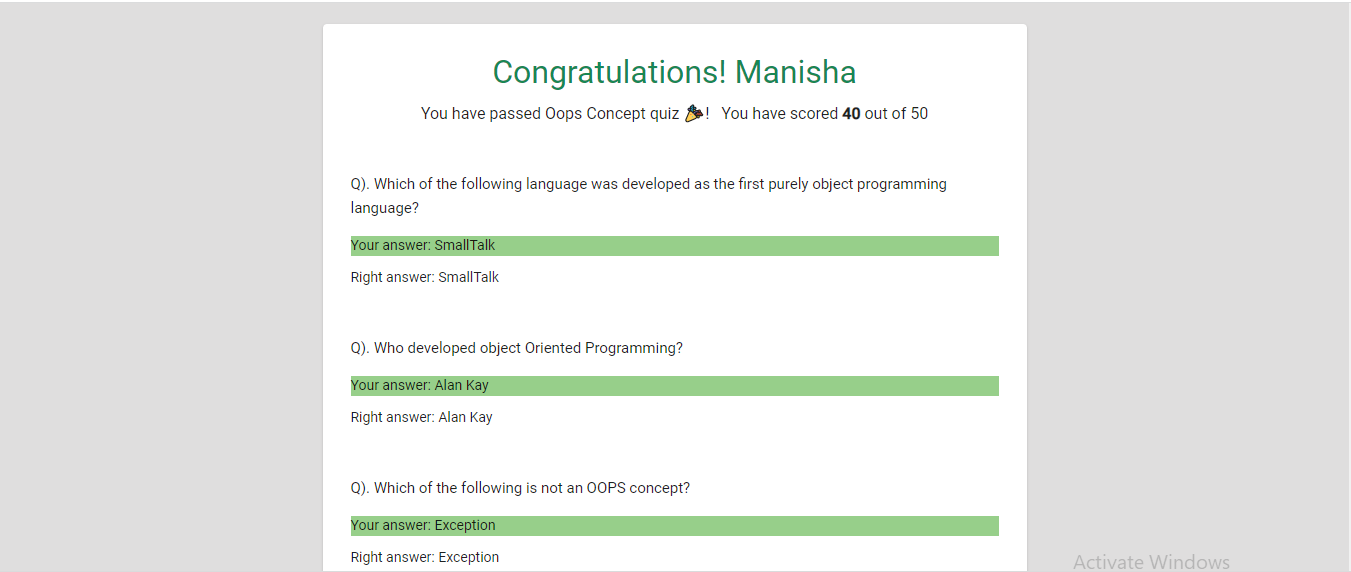 Congratulations! Manisha
You have passed Oops Concept quiz 🎉! You have scored 40 out of 50
Q). Which of the following language was developed as the first purely object programming
language?
Your answer: SmallTalk
Right answer: SmallTalk
Q). Who developed object Oriented Programming?
Your answer: Alan Kay
Right answer: Alan Kay
Q). Which of the following is not an OOPS concept?
Your answer: Exception
Right answer: Exception
Activate Windows